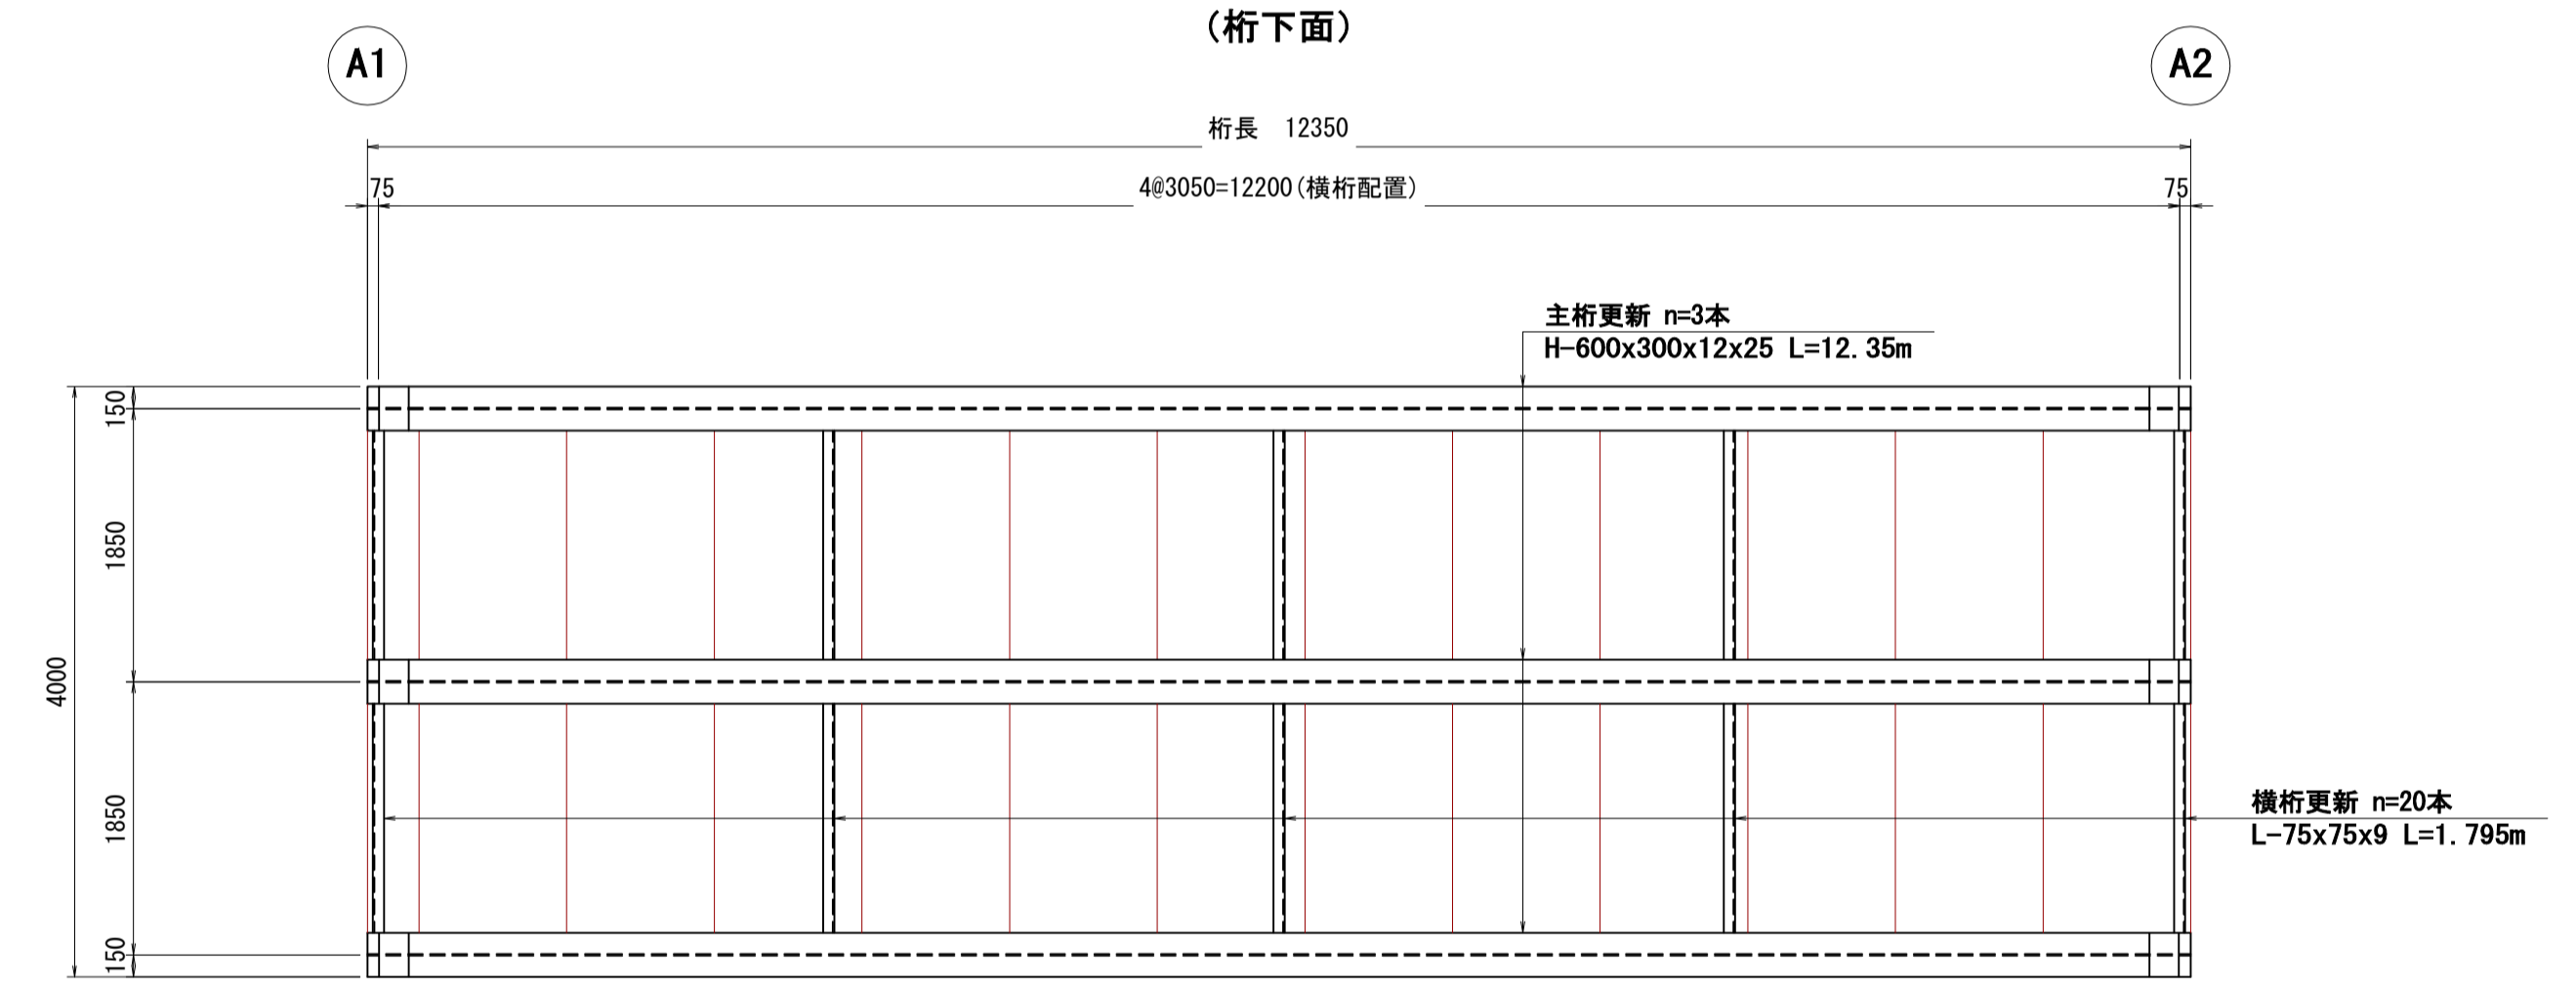 (桁下面)
A1
A2
桁長　12350
75
4@3050=12200(横桁配置)
75
主桁更新 n=3本
H-600x300x12x25 L=12.35m
150
1850
4000
1850
150
横桁更新 n=20本
L-75x75x9 L=1.795m